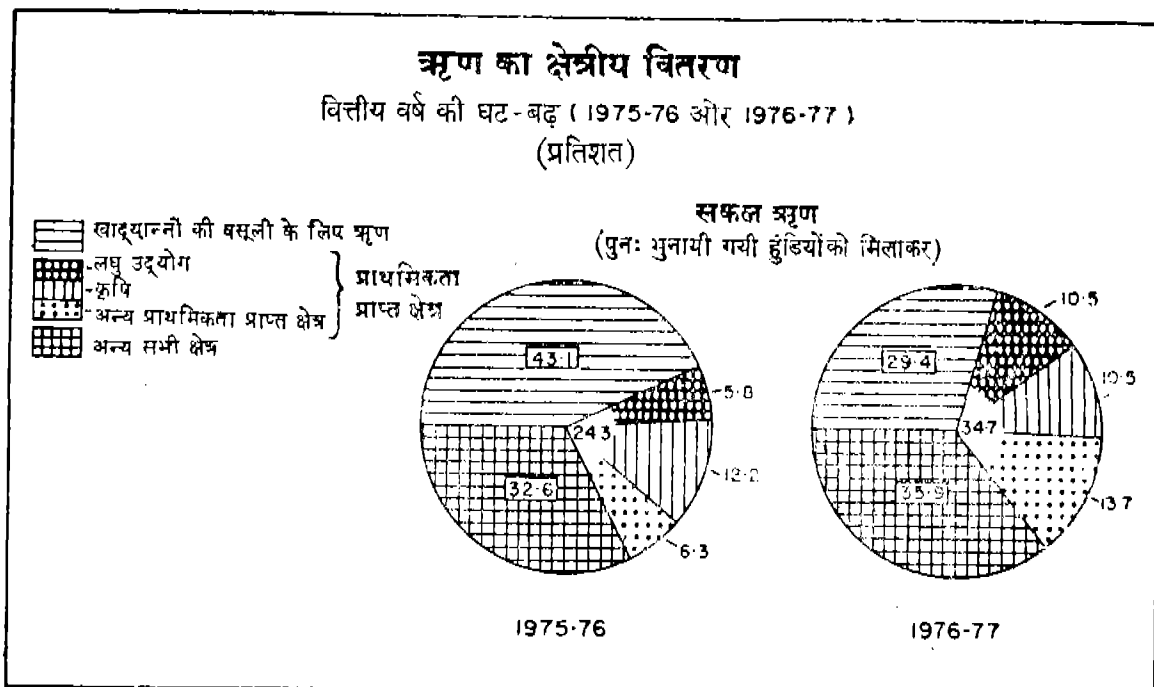 ऋण का क्षेत्रीय वितरण
वित्तीय वर्ष की घट-बढ़ (1975-76 और 1976-77)
(प्रतिशत)
खाद्यान्नों की वसूली के लिए ऋण
लघु उद्योग
कृषि
अन्य प्राथमिकता प्राप्त क्षेत्र
प्राथमिकता
प्राप्त क्षेत्र
अन्य सभी क्षेत्र
सकल ऋण
(पुनः भुनायी गयी हुंडियों को मिलाकर)
43.1
5.8
24.3
12.2
32.6
6.3
1975-76
29.4
10.5
10.5
34.7
35.9
13.7
1976-77